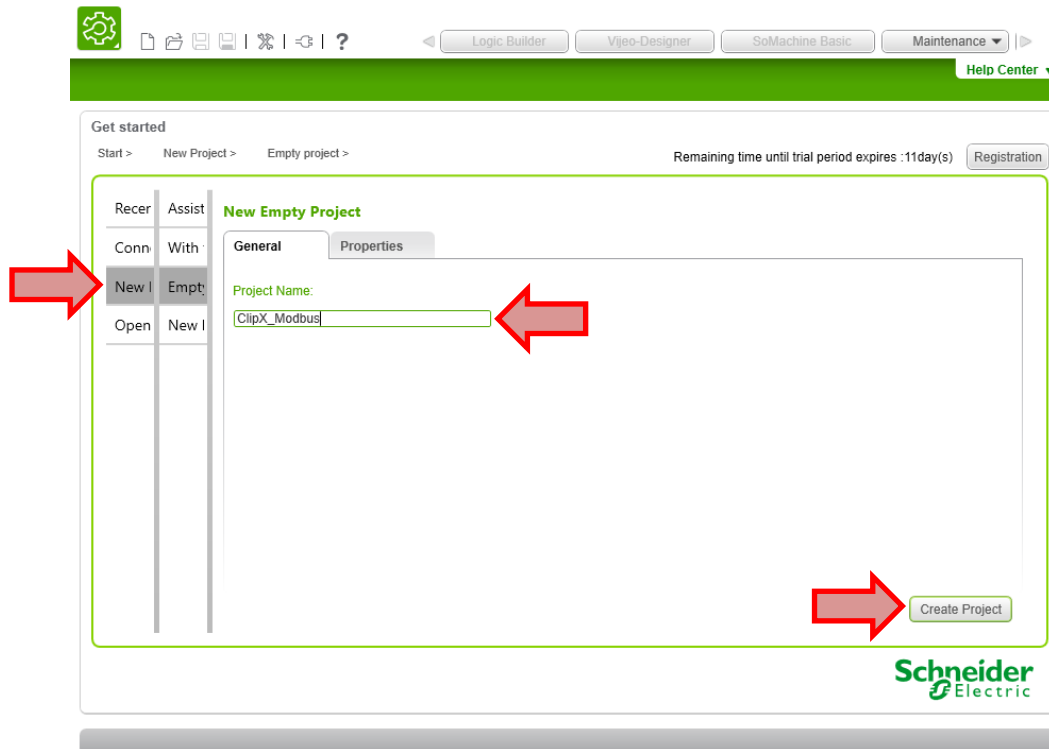 ?
Logic Builder
Vijeo-Designer
SoMachine Basic
Maintenance
Help Center
Get started
Start >
New Project >
Empty project >
Remaining time until trial period expires :11day(s)
Registration
Recer
Assist
New Empty Project
Conn
With
General
Properties
New l
Empty
Project Name:
Open
New l
ClipX_Modbus
Create Project
Schneider
Electric